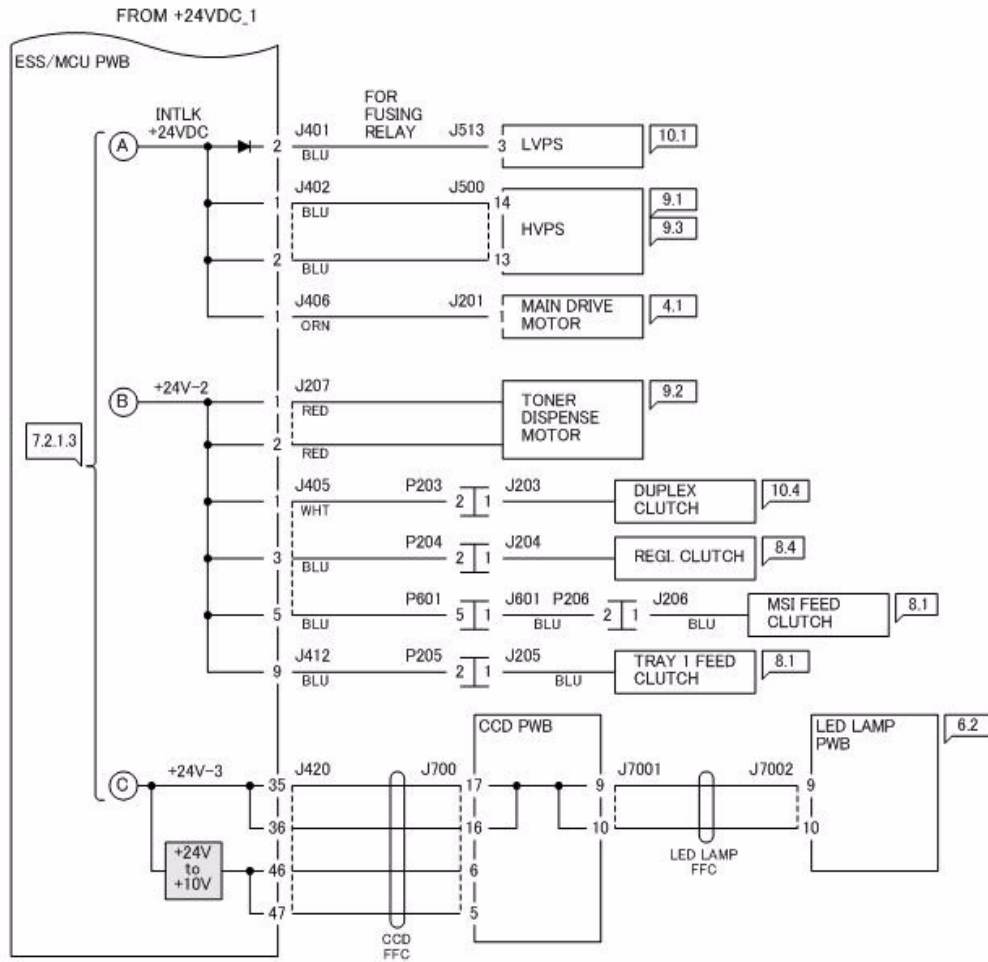 FROM +24VDC_1
ESS/MCU PWB
A
INTLK
+24VDC
2
J401
BLU
FOR
FUSING
RELAY
J513
3
LVPS
10.1
1
J402
BLU
J500
14
HVPS
9.1
9.3
2
BLU
13
1
J406
ORN
J201
1
MAIN DRIVE
MOTOR
4.1
B
+24V-2
1
J207
RED
TONER
DISPENSE
MOTOR
9.2
2
RED
7.2.1.3
1
J405
WHT
P203
2
1
J203
DUPLEX
CLUTCH
10.4
3
BLU
P204
2
1
J204
REGI. CLUTCH
8.4
5
BLU
P601
5
1
J601
BLU
P206
2
1
J206
BLU
MSI FEED
CLUTCH
8.1
9
J412
BLU
P205
2
1
J205
BLU
TRAY 1 FEED
CLUTCH
8.1
C
+24V-3
35
J420
J700
17
CCD PWB
9
J7001
J7002
9
LED LAMP
PWB
6.2
36
16
10
10
LED LAMP
FFC
+24V
to
+10V
46
6
47
5
CCD
FFC